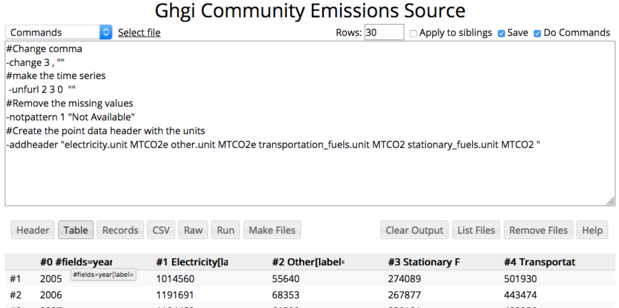 Ghgi Community Emissions Source
Commands Select file Rows: 30 Apply to siblings Save Do Commands
#Change comma
-change 3 , ""
#make the time series
-unfurl 2 3 0 ""
#Remove the missing values
-notpattern 1 "Not Available"
#Create the point data header with the units
-addheader "electricity.unit MTCO2e other.unit MTCO2e transportation_fuels.unit MTCO2 stationary_fuels.unit MTCO2 "
Header Table Records CSV Raw Run Make Files Clear Output List Files Remove Files Help
#0 #fields=year #1 Electricity[la #2 Other[label= #3 Stationary F #4 Transportat
#1 2005 1014560 55640 274089 501930
#fields=year[label=
#2 2006 1191691 68353 267877 443474